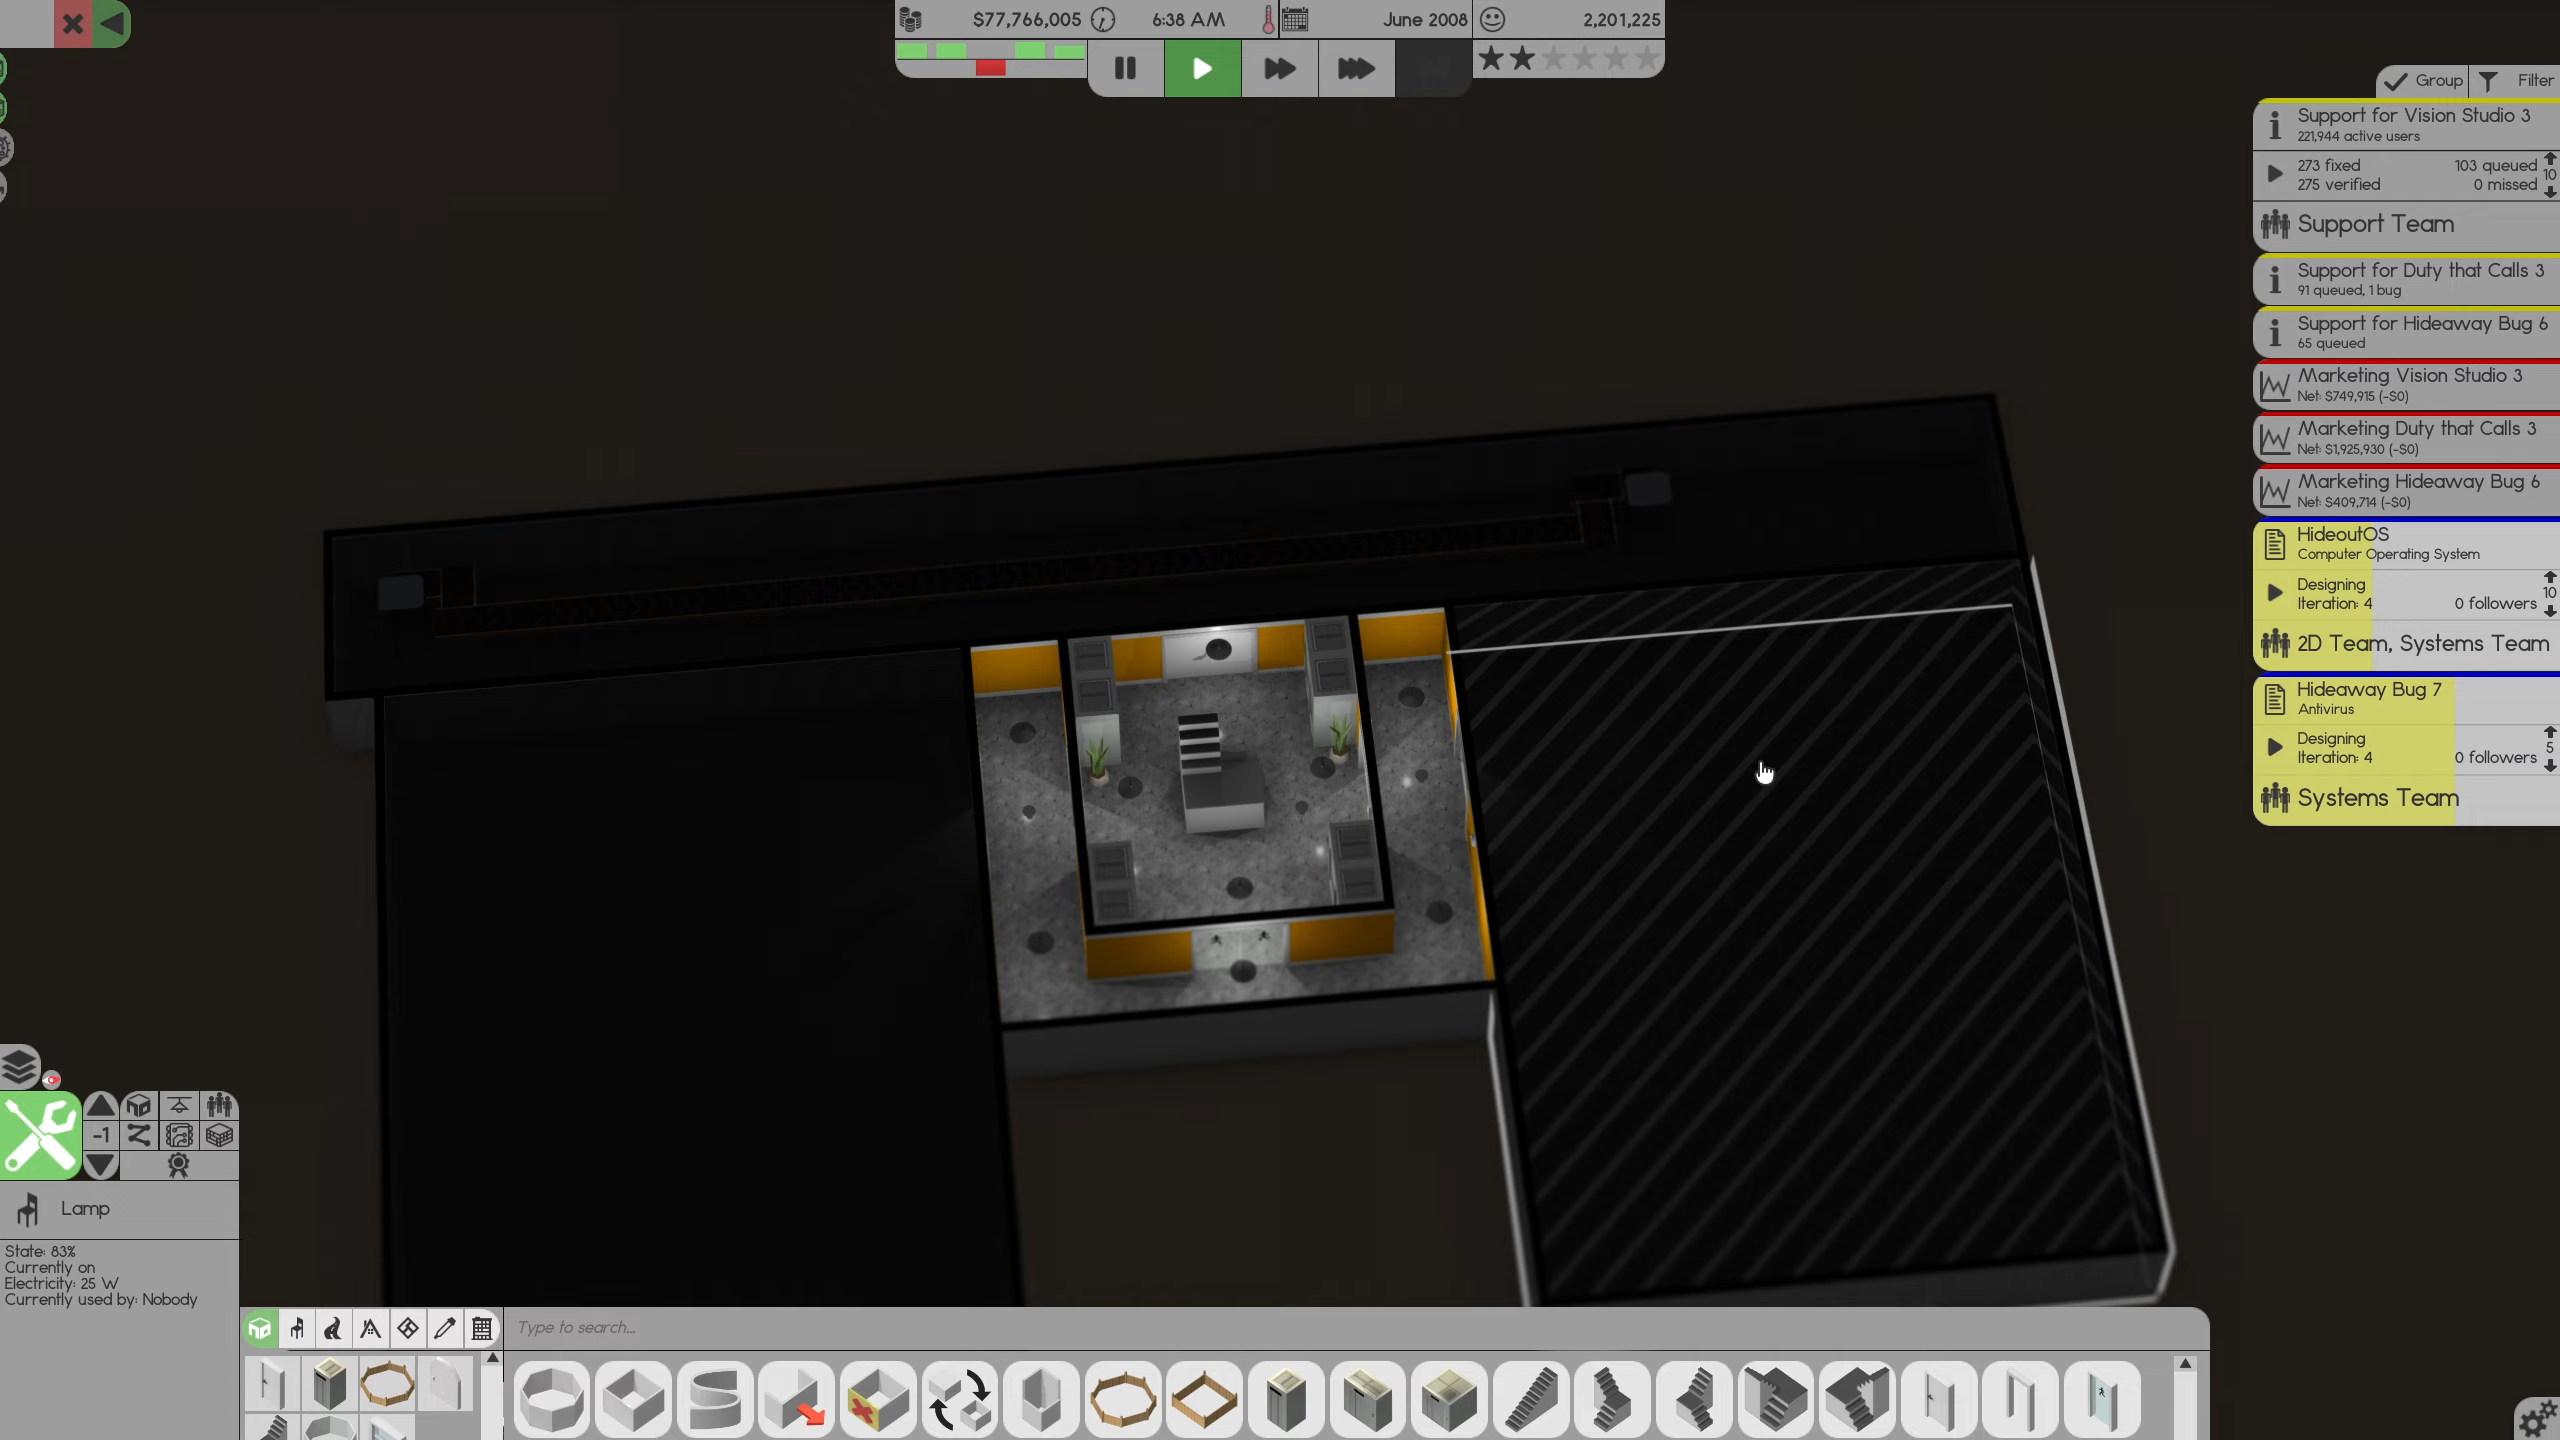 $77,766,005
6:38 AM
June 2008
2,201,225
Group
Filter
Support for Vision Studio 3
221,944 active users
273 fixed
103 queued
275 verified
0 missed
10
Support Team
Support for Duty that Calls 3
91 queued, 1 bug
Support for Hideaway Bug 6
65 queued
Marketing Vision Studio 3
Net: $749,915 (-$0)
Marketing Duty that Calls 3
Net: $1,925,930 (-$0)
Marketing Hideaway Bug 6
Net: $409,714 (-$0)
HideoutOS
Computer Operating System
Designing
Iteration: 4
0 followers
10
2D Team, Systems Team
Hideaway Bug 7
Antivirus
Designing
Iteration: 4
0 followers
5
Systems Team
-1
Lamp
State: 83%
Currently on
Electricity: 25 W
Currently used by: Nobody
Type to search...